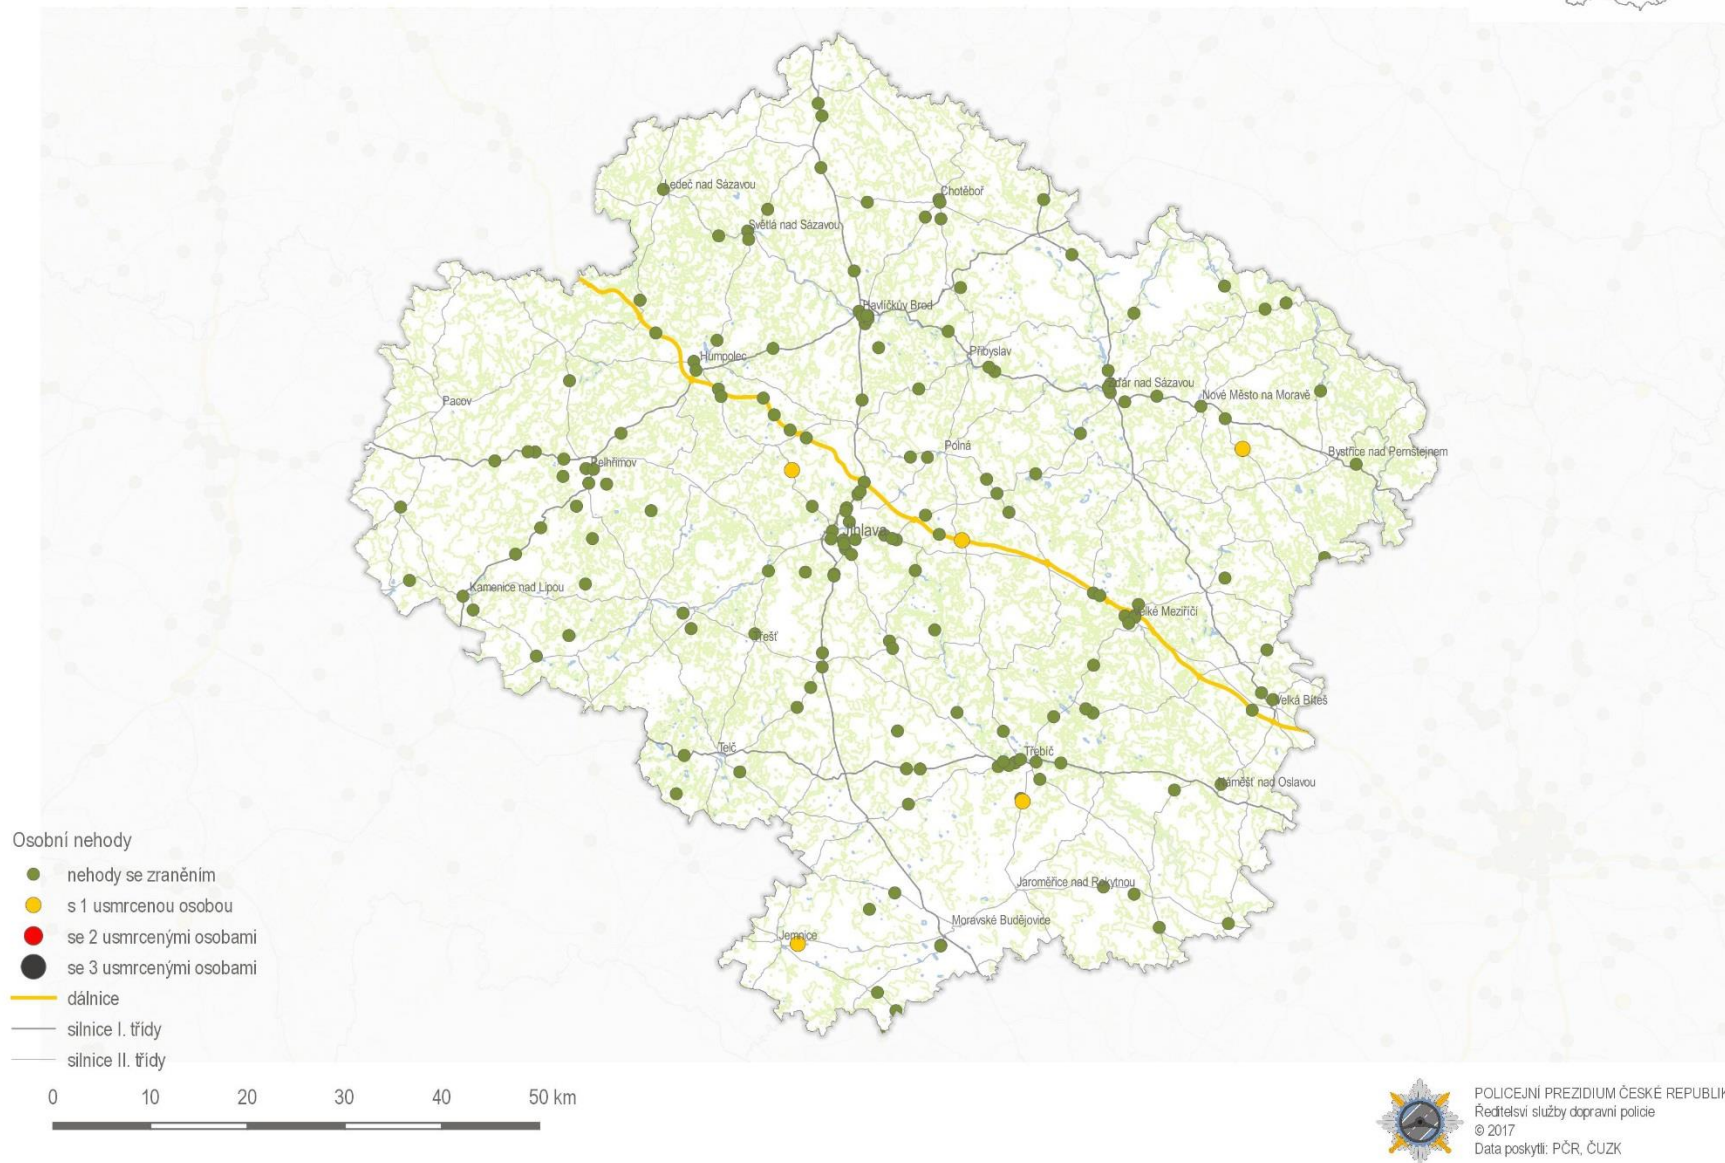 Ledeč nad Sázavou
Chotěboř
Světlá nad Sázavou
Havlíčkův Brod
Přibyslav
Humpolec
Žďár nad Sázavou
Nové Město na Moravě
Pacov
Polná
Bystřice nad Pernštejnem
Pelhřimov
Jihlava
Kamenice nad Lipou
Velké Meziříčí
Třešť
Velká Bíteš
Telč
Třebíč
Náměšť nad Oslavou
Jaroměřice nad Rokytnou
Moravské Budějovice
Jemnice
Osobní nehody
nehody se zraněním
s 1 usmrcenou osobou
se 2 usmrcenými osobami
se 3 usmrcenými osobami
dálnice
silnice I. třídy
silnice II. třídy
0 10 20 30 40 50 km
POLICEJNÍ PREZIDIUM ČESKÉ REPUBLIK
Ředitelsví služby dopravní policie
© 2017
Data poskytli: PČR, ČUZK